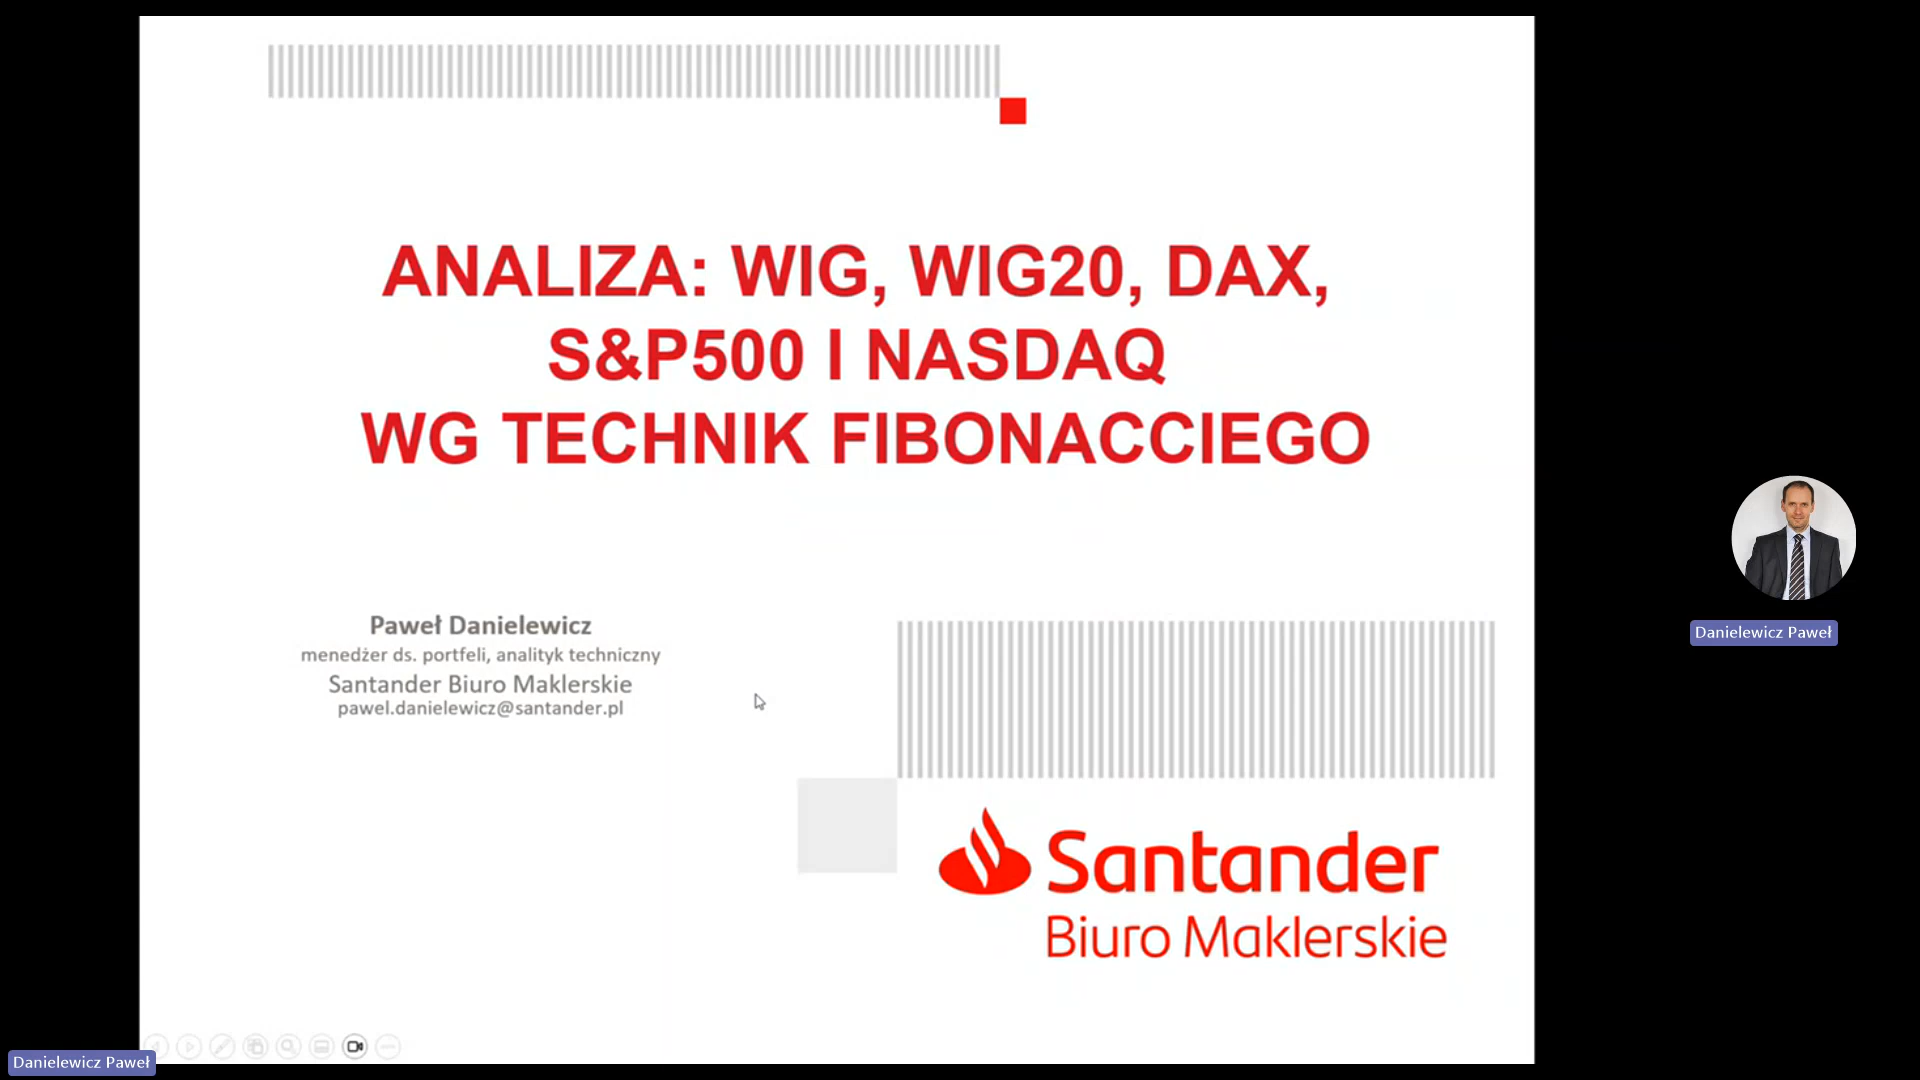 ANALIZA: WIG, WIG20, DAX,
S&P500 I NASDAQ
WG TECHNIK FIBONACCIEGO
Paweł Danielewicz
menedżer ds. portfeli, analityk techniczny
Santander Biuro Maklerskie
pawel.danielewicz@santander.pl
Santander
Biuro Maklerskie
Danielewicz Paweł
Danielewicz Paweł